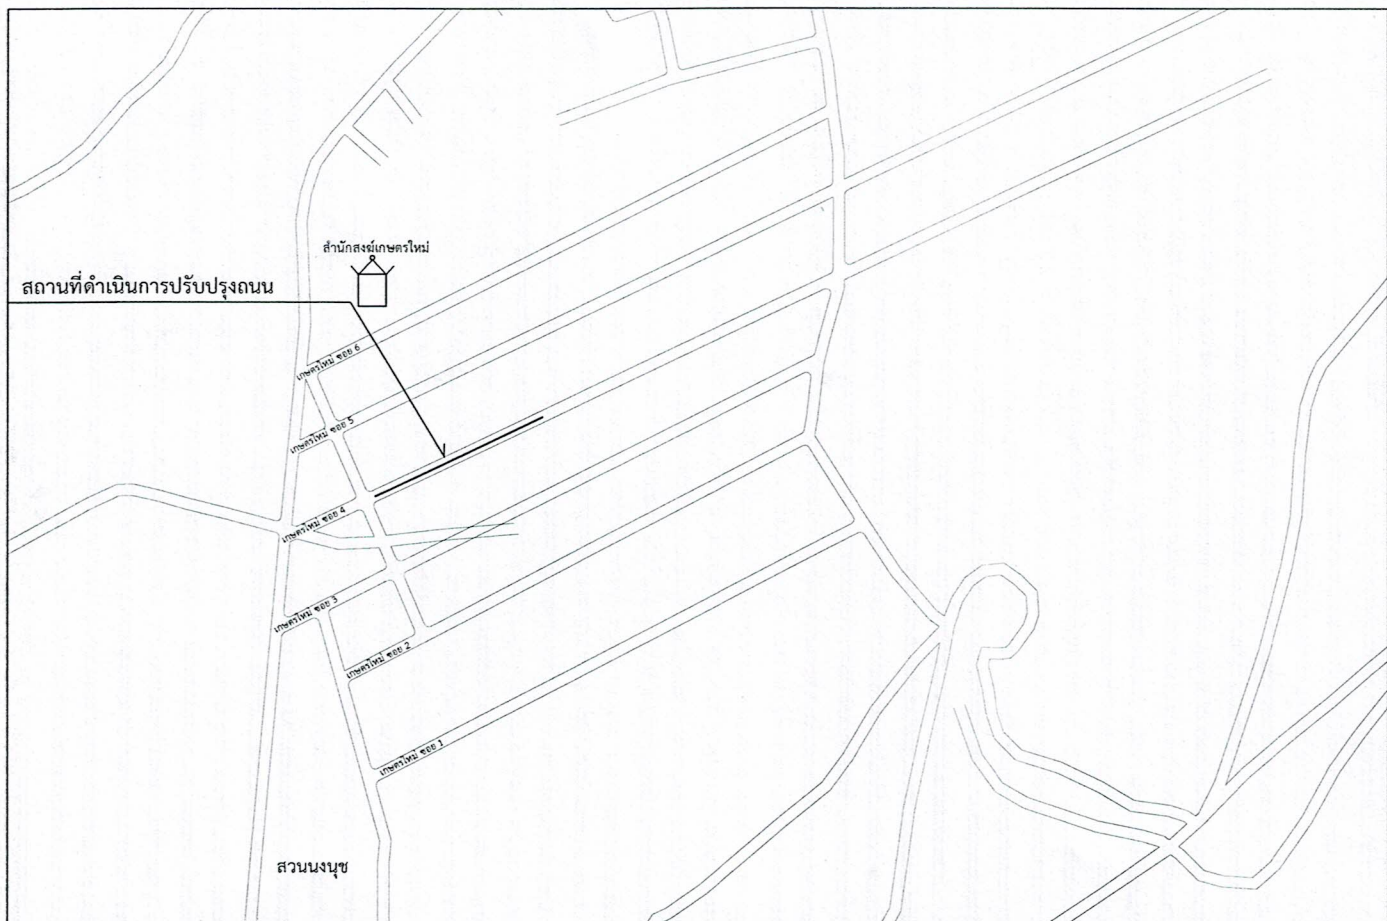 สำนักสงฆ์เกษตรใหม่
สถานที่ดำเนินการปรับปรุงถนน
เกษตรใหม่ ซอย 6
เกษตรใหม่ ซอย 5
เกษตรใหม่ ซอย 4
เกษตรใหม่ ซอย 3
เกษตรใหม่ ซอย 2
เกษตรใหม่ ซอย 1
สวนนงนุช